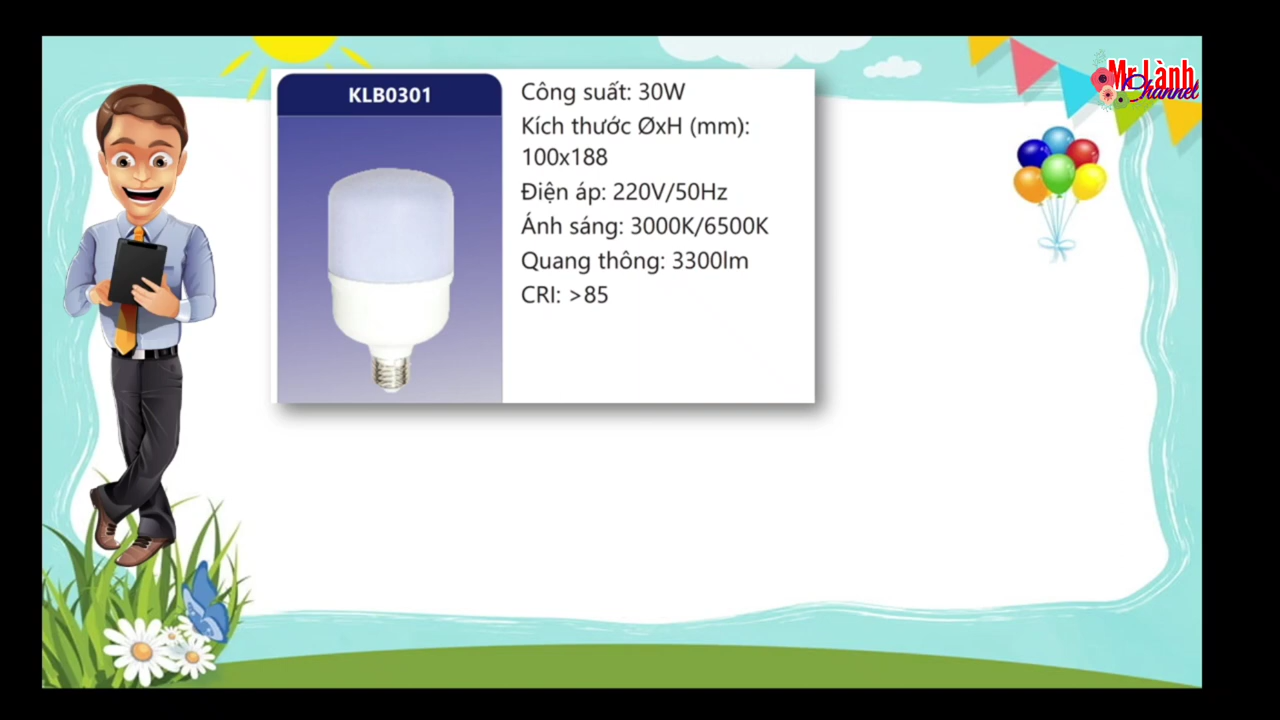 Mr Lành
Channel
KLB0301
Công suất: 30W
Kích thước ØxH (mm):
100x188
Điện áp: 220V/50Hz
Ánh sáng: 3000K/6500K
Quang thông: 3300lm
CRI: >85